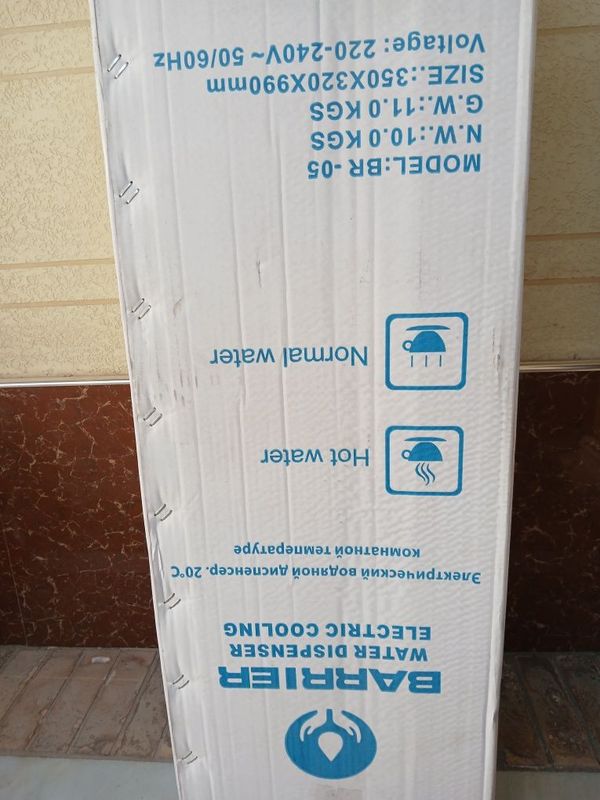 BARRIER
WATER DISPENSER
ELECTRIC COOLING
Электрический водяной диспенсер. 20°C
комнатной температуре
Hot water
Normal water
MODEL:BR -05
N.W.:10.0 KGS
G.W.:11.0 KGS
SIZE.:350X320X990mm
Voltage: 220-240V~ 50/60Hz